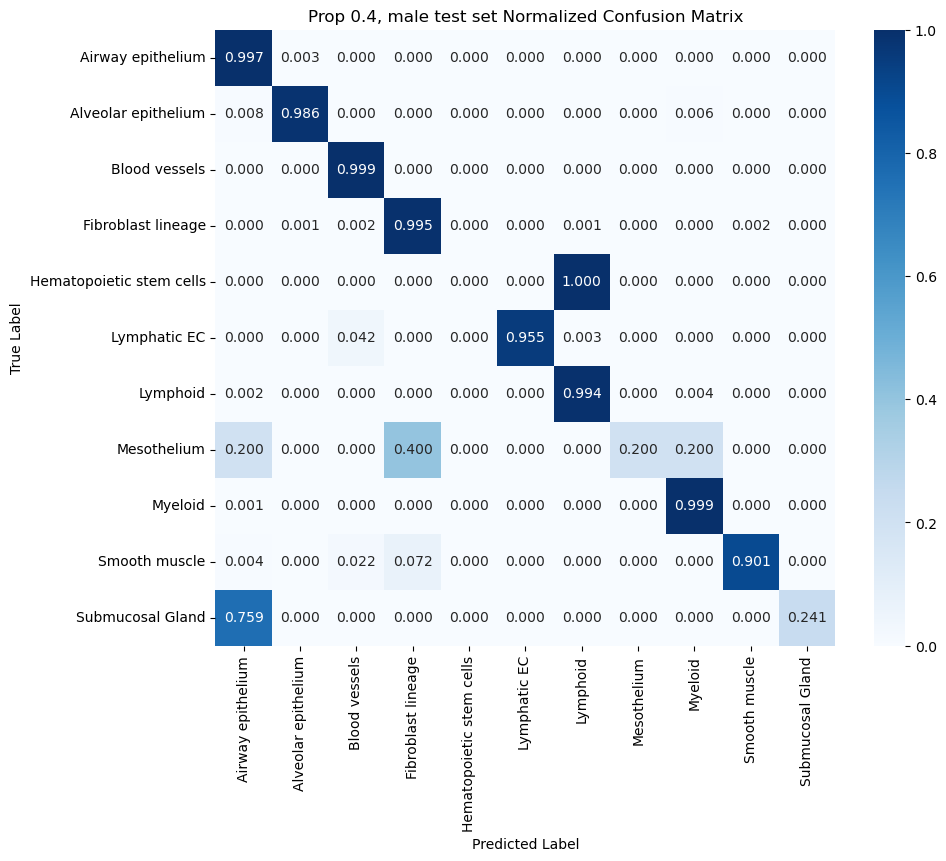 Prop 0.4, male test set Normalized Confusion Matrix
Airway epithelium 0.997 0.003 0.000 0.000 0.000 0.000 0.000 0.000 0.000 0.000 0.000
Alveolar epithelium 0.008 0.986 0.000 0.000 0.000 0.000 0.000 0.000 0.006 0.000 0.000
Blood vessels 0.000 0.000 0.999 0.000 0.000 0.000 0.000 0.000 0.000 0.000 0.000
Fibroblast lineage 0.000 0.001 0.002 0.995 0.000 0.000 0.001 0.000 0.000 0.002 0.000
Hematopoietic stem cells 0.000 0.000 0.000 0.000 0.000 0.000 1.000 0.000 0.000 0.000 0.000
Lymphatic EC 0.000 0.000 0.042 0.000 0.000 0.955 0.003 0.000 0.000 0.000 0.000
Lymphoid 0.002 0.000 0.000 0.000 0.000 0.000 0.994 0.000 0.004 0.000 0.000
Mesothelium 0.200 0.000 0.000 0.400 0.000 0.000 0.000 0.200 0.200 0.000 0.000
Myeloid 0.001 0.000 0.000 0.000 0.000 0.000 0.000 0.000 0.999 0.000 0.000
Smooth muscle 0.004 0.000 0.022 0.072 0.000 0.000 0.000 0.000 0.000 0.901 0.000
Submucosal Gland 0.759 0.000 0.000 0.000 0.000 0.000 0.000 0.000 0.000 0.000 0.241
True Label
Airway epithelium
Alveolar epithelium
Blood vessels
Fibroblast lineage
Hematopoietic stem cells
Lymphatic EC
Lymphoid
Mesothelium
Myeloid
Smooth muscle
Submucosal Gland
Predicted Label
1.0
0.8
0.6
0.4
0.2
0.0